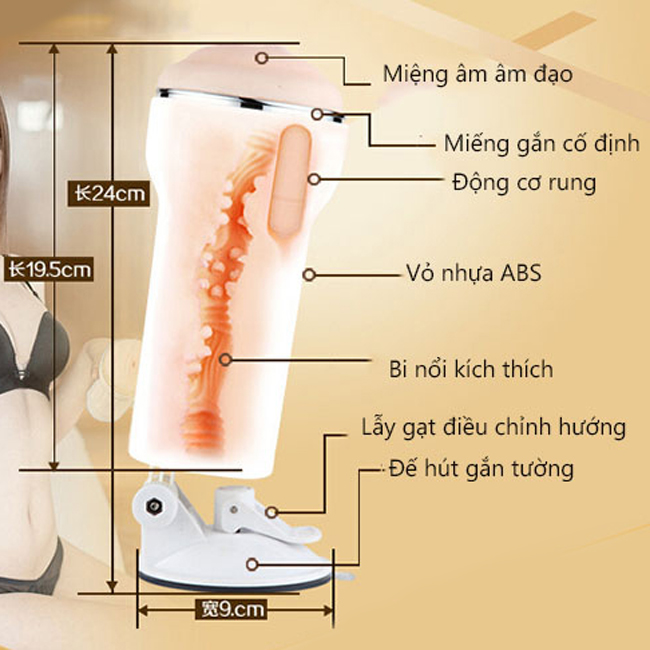 Miệng âm âm đạo
Miếng gắn cố định
Động cơ rung
长24cm
长19.5cm
Vỏ nhựa ABS
Bi nổi kích thích
Lẫy gạt điều chỉnh hướng
Đế hút gắn tường
宽9.cm